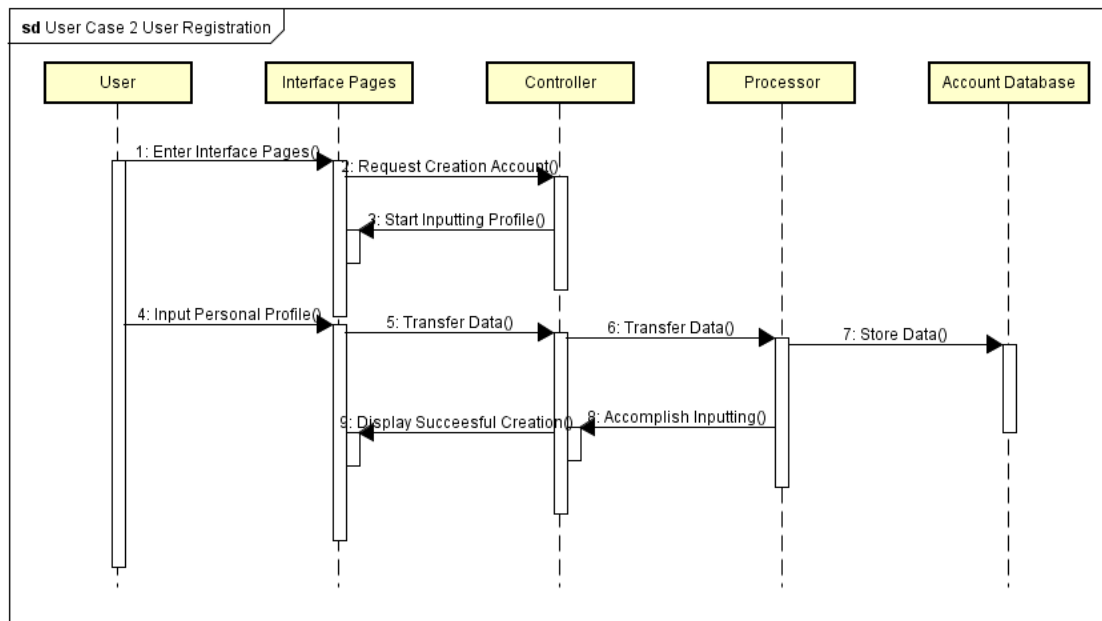 sd User Case 2 User Registration
User
Interface Pages
Controller
Processor
Account Database
1: Enter Interface Pages()
2: Request Creation Account()
3: Start Inputting Profile()
4: Input Personal Profile()
5: Transfer Data()
6: Transfer Data()
7: Store Data()
9: Display Succeesful Creation()
8: Accomplish Inputting()